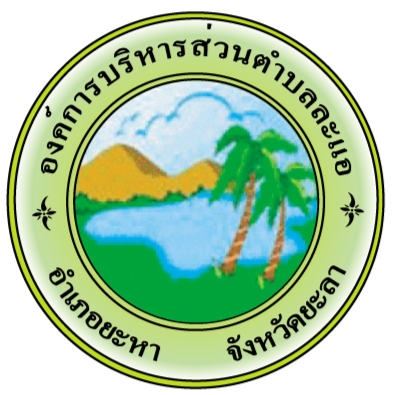 องค์การบริหารส่วนตำบลละแอ
อำเภอยะหา จังหวัดยะลา